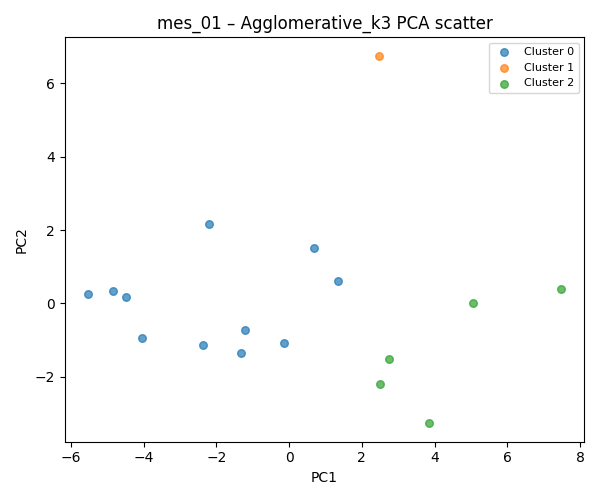 mes_01 – Agglomerative_k3 PCA scatter
Cluster 0
Cluster 1
Cluster 2
PC2
6
4
2
0
−2
−6 −4 −2 0 2 4 6 8
PC1